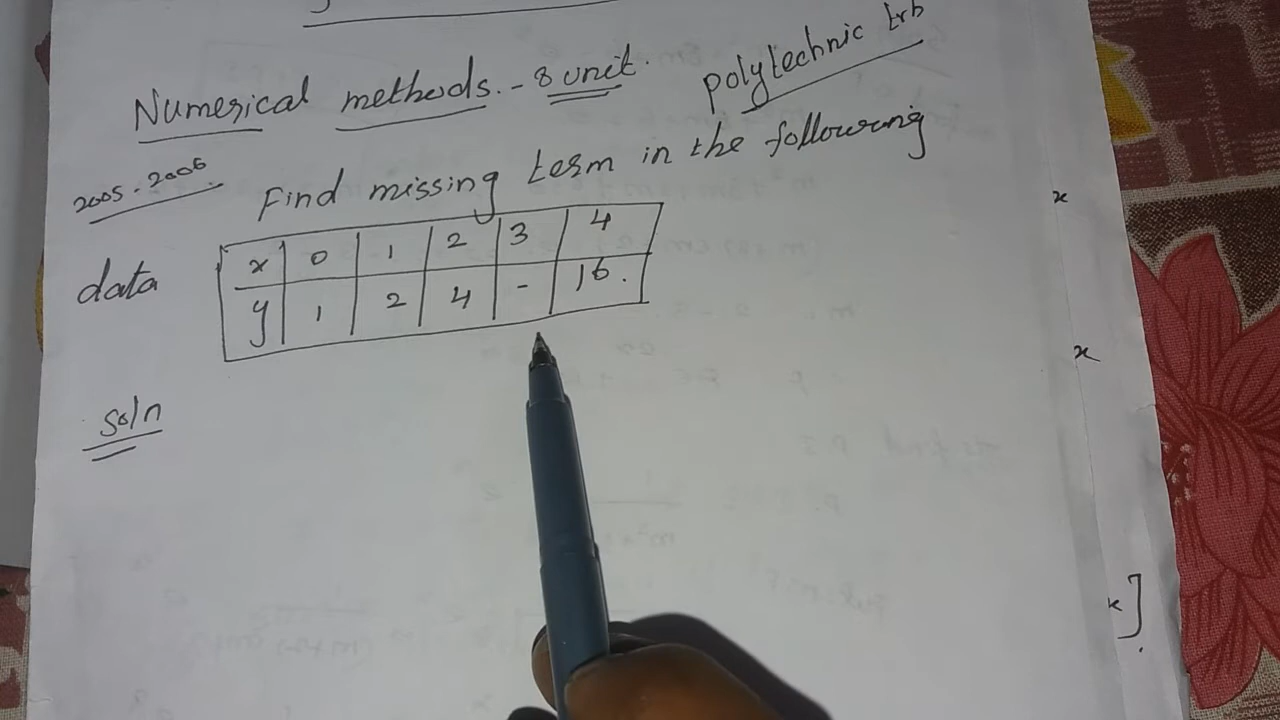 Numerical methods. - 8 unit.
polytechnic trb
2005-2006
Find missing term in the following
data
x 0 1 2 3 4
y 1 2 4 - 16.
soln
x
x
x]